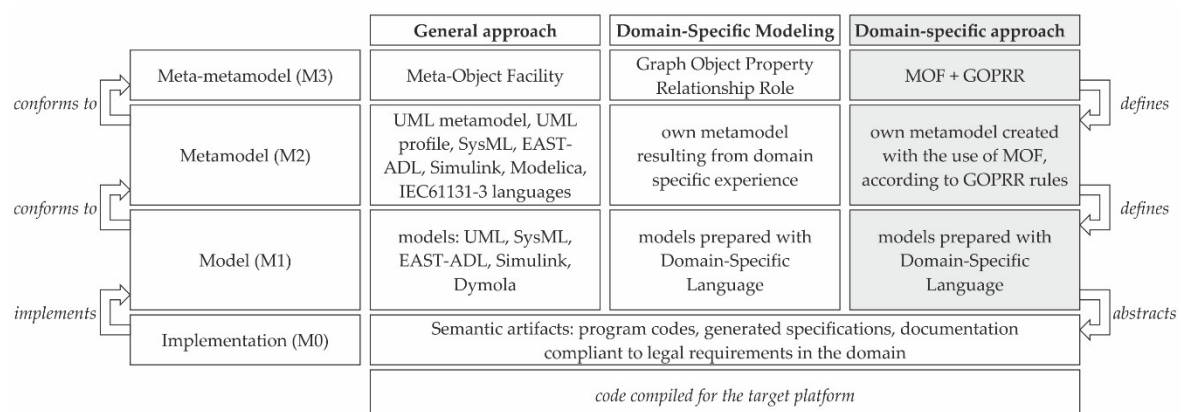 General approach
Domain-Specific Modeling
Domain-specific approach
Meta-metamodel (M3)
Meta-Object Facility
Graph Object Property
Relationship Role
MOF + GOPRR
conforms to
defines
Metamodel (M2)
UML metamodel, UML
profile, SysML, EAST-
ADL, Simulink, Modelica,
IEC61131-3 languages
own metamodel
resulting from domain
specific experience
own metamodel created
with the use of MOF,
according to GOPRR rules
conforms to
defines
Model (M1)
models: UML, SysML,
EAST-ADL, Simulink,
Dymola
models prepared with
Domain-Specific
Language
models prepared with
Domain-Specific
Language
implements
abstracts
Implementation (M0)
Semantic artifacts: program codes, generated specifications, documentation
compliant to legal requirements in the domain
code compiled for the target platform